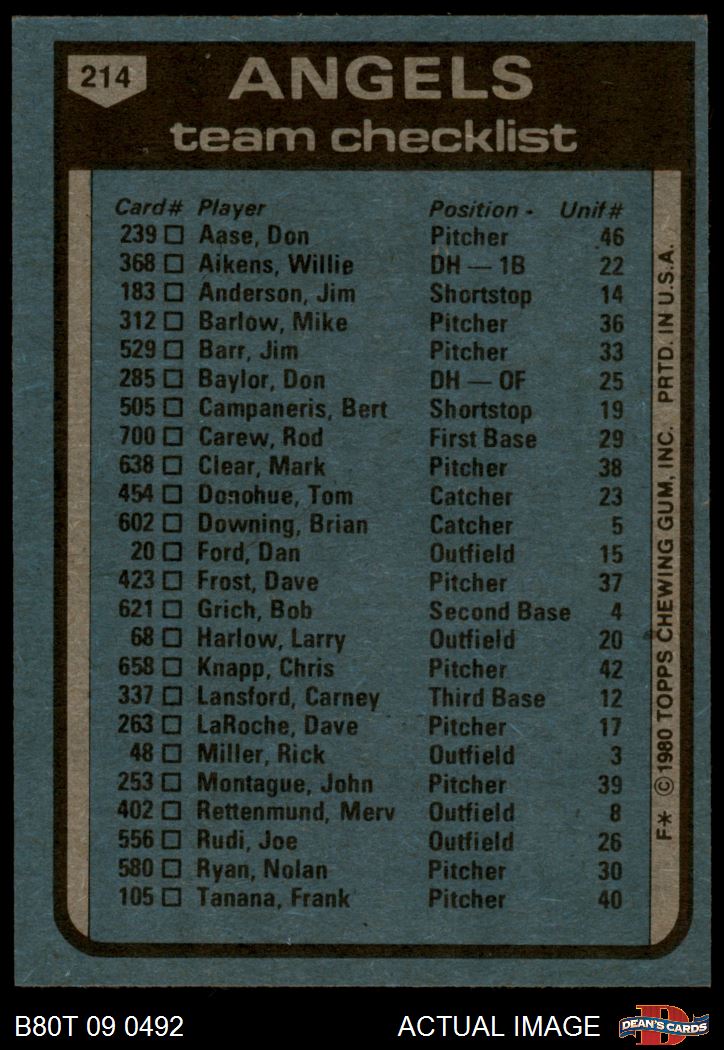 214
ANGELS
team checklist
Card# Player Position - Unif#
239 □ Aase, Don Pitcher 46
368 □ Aikens, Willie DH — 1B 22
183 □ Anderson, Jim Shortstop 14
312 □ Barlow, Mike Pitcher 36
529 □ Barr, Jim Pitcher 33
285 □ Baylor, Don DH — OF 25
505 □ Campaneris, Bert Shortstop 19
700 □ Carew, Rod First Base 29
638 □ Clear, Mark Pitcher 38
454 □ Donohue, Tom Catcher 23
602 □ Downing, Brian Catcher 5
20 □ Ford, Dan Outfield 15
423 □ Frost, Dave Pitcher 37
621 □ Grich, Bob Second Base 4
68 □ Harlow, Larry Outfield 20
658 □ Knapp, Chris Pitcher 42
337 □ Lansford, Carney Third Base 12
263 □ LaRoche, Dave Pitcher 17
48 □ Miller, Rick Outfield 3
253 □ Montague, John Pitcher 39
402 □ Rettenmund, Merv Outfield 8
556 □ Rudi, Joe Outfield 26
580 □ Ryan, Nolan Pitcher 30
105 □ Tanana, Frank Pitcher 40
F* ©1980 TOPPS CHEWING GUM, INC. PRTD. IN U.S.A.
B80T 09 0492 ACTUAL IMAGE
D
DEAN'S CARDS